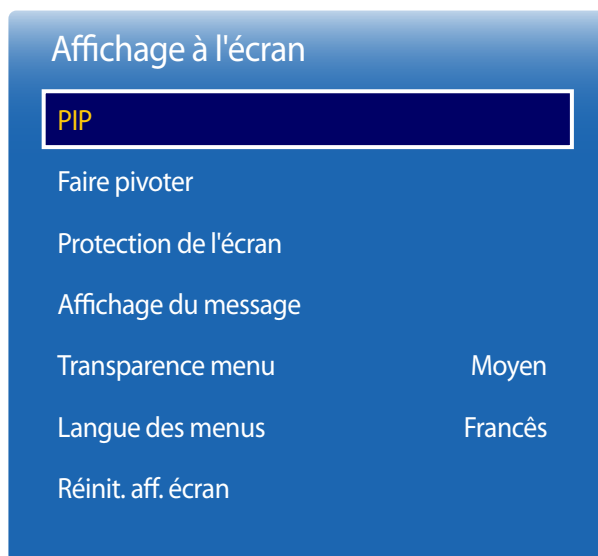 Affichage à l'écran
PIP
Faire pivoter
Protection de l'écran
Affichage du message
Transparence menu Moyen
Langue des menus Francês
Réinit. aff. écran